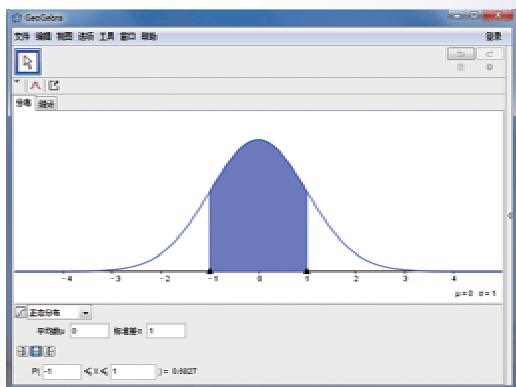 GeoGebra
文件 编辑 视图 选项 工具 窗口 帮助 登录
分布 统计
-4 -3 -2 -1 0 1 2 3 4
μ=0 σ=1
正态分布
平均数μ 0 标准差σ 1
P( -1 ≤ X ≤ 1 ) = 0.6827